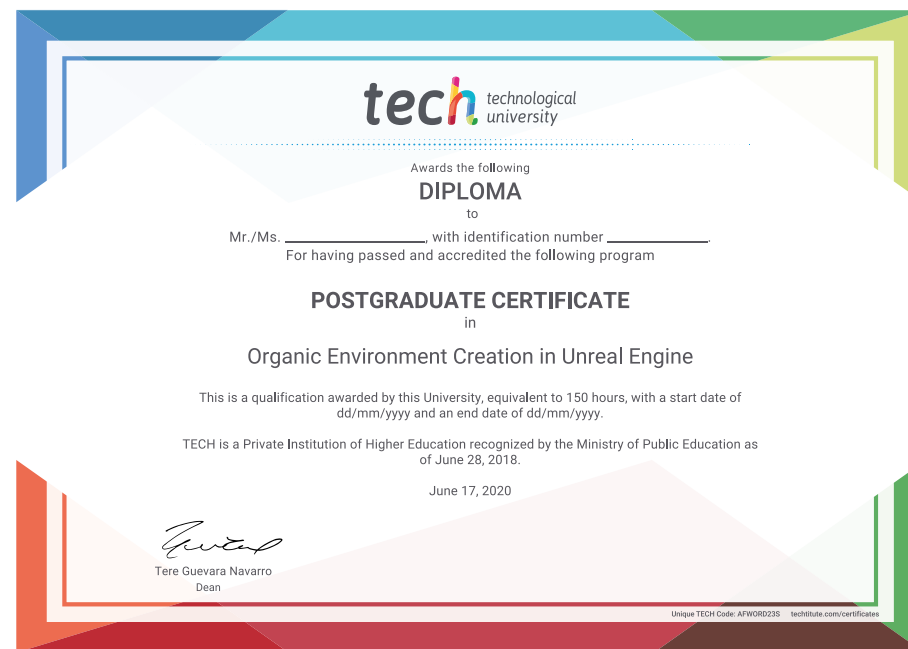 tech technological
university
Awards the following
DIPLOMA
to
Mr./Ms. ____________________, with identification number ______________.
For having passed and accredited the following program
POSTGRADUATE CERTIFICATE
in
Organic Environment Creation in Unreal Engine
This is a qualification awarded by this University, equivalent to 150 hours, with a start date of
dd/mm/yyyy and an end date of dd/mm/yyyy.
TECH is a Private Institution of Higher Education recognized by the Ministry of Public Education as
of June 28, 2018.
June 17, 2020
Tere Guevara Navarro
Dean
Unique TECH Code: AFWORD23S techtitute.com/certificates